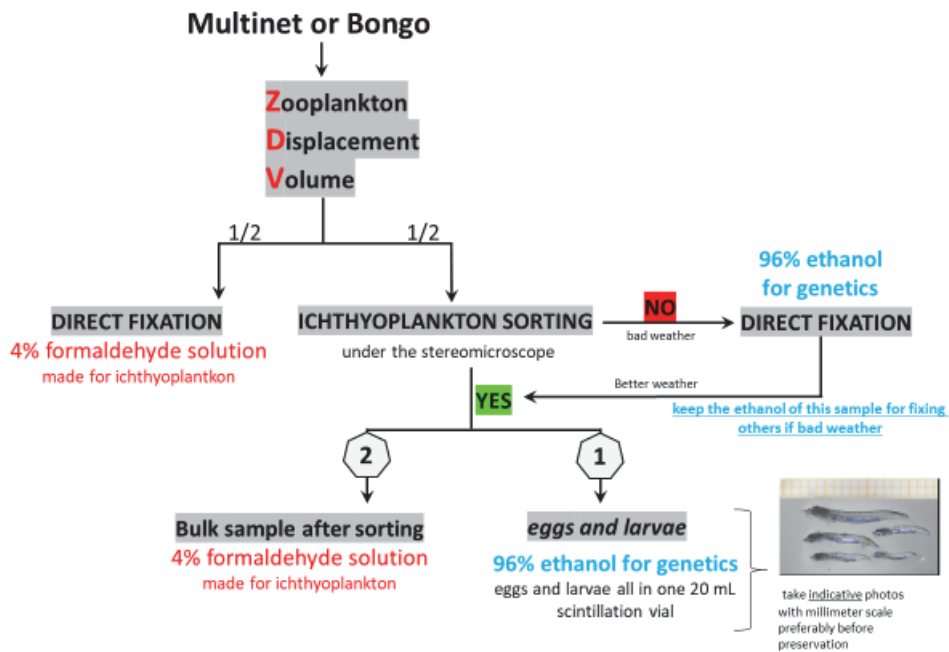 Multinet or Bongo
Zooplankton
Displacement
Volume
1/2
1/2
DIRECT FIXATION
4% formaldehyde solution
made for ichthyoplantkon
ICHTHYOPLANKTON SORTING
under the stereomicroscope
NO
bad weather
96% ethanol
for genetics
DIRECT FIXATION
Better weather
keep the ethanol of this sample for fixing
others if bad weather
YES
2
1
Bulk sample after sorting
4% formaldehyde solution
made for ichthyoplankton
eggs and larvae
96% ethanol for genetics
eggs and larvae all in one 20 mL
scintillation vial
take indicative photos
with millimeter scale
preferably before
preservation